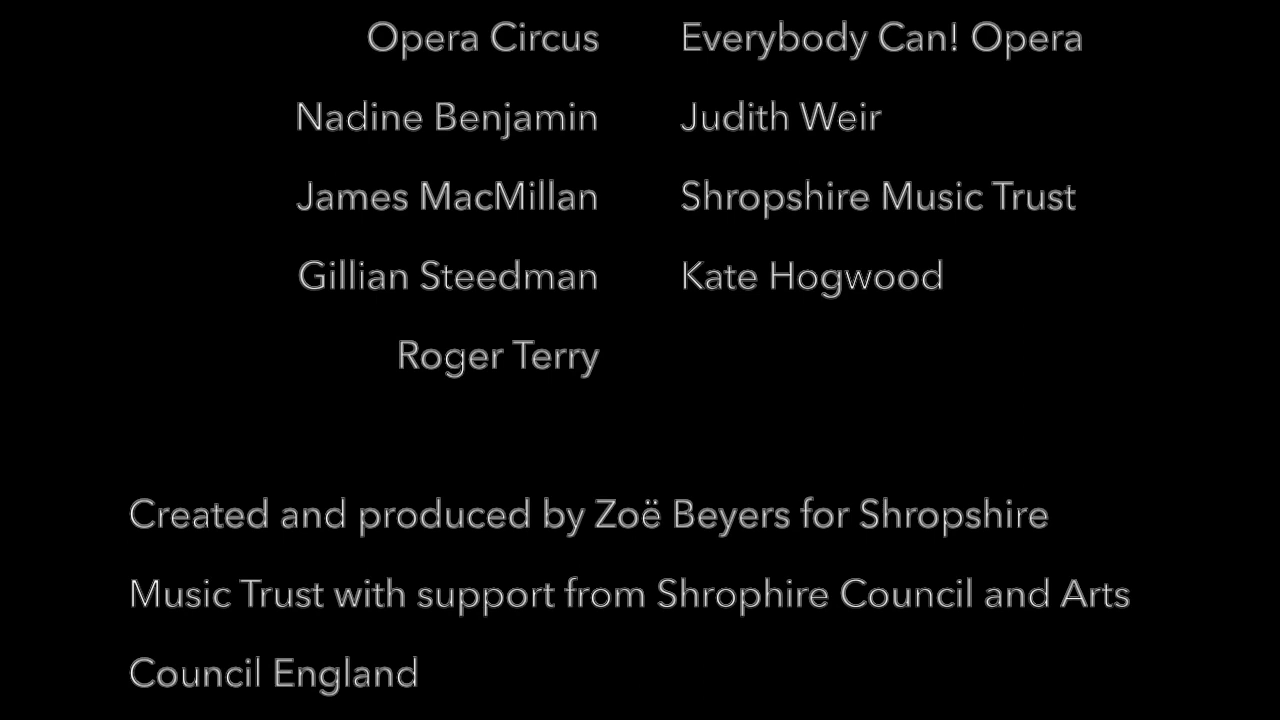 Opera Circus Everybody Can! Opera
Nadine Benjamin Judith Weir
James MacMillan Shropshire Music Trust
Gillian Steedman Kate Hogwood
Roger Terry
Created and produced by Zoë Beyers for Shropshire
Music Trust with support from Shrophire Council and Arts
Council England